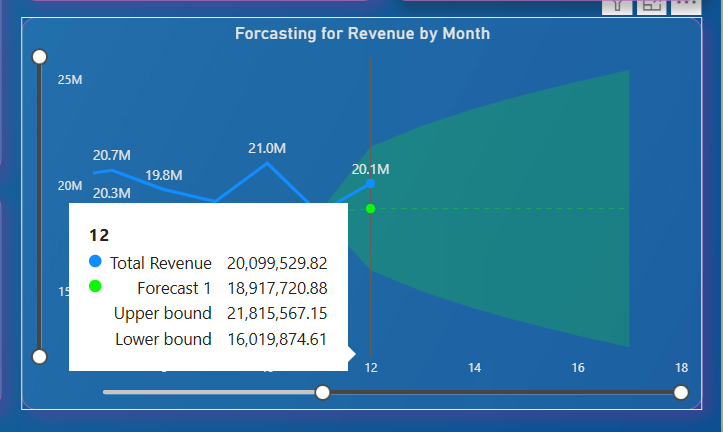 Forcasting for Revenue by Month
25M
20M
15
20.7M
20.3M
19.8M
21.0M
20.1M
12
Total Revenue 20,099,529.82
Forecast 1 18,917,720.88
Upper bound 21,815,567.15
Lower bound 16,019,874.61
12 14 16 18